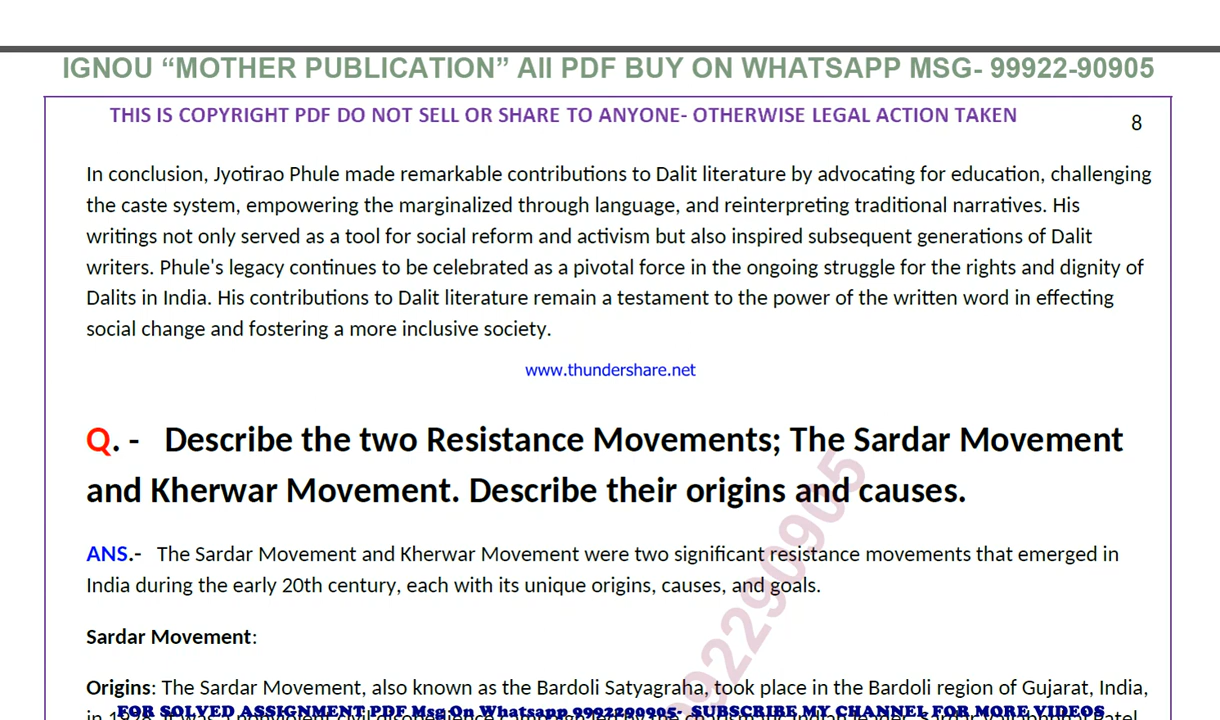 IGNOU “MOTHER PUBLICATION” All PDF BUY ON WHATSAPP MSG- 99922-90905
THIS IS COPYRIGHT PDF DO NOT SELL OR SHARE TO ANYONE- OTHERWISE LEGAL ACTION TAKEN
8
In conclusion, Jyotirao Phule made remarkable contributions to Dalit literature by advocating for education, challenging
the caste system, empowering the marginalized through language, and reinterpreting traditional narratives. His
writings not only served as a tool for social reform and activism but also inspired subsequent generations of Dalit
writers. Phule's legacy continues to be celebrated as a pivotal force in the ongoing struggle for the rights and dignity of
Dalits in India. His contributions to Dalit literature remain a testament to the power of the written word in effecting
social change and fostering a more inclusive society.
www.thundershare.net
Q. - Describe the two Resistance Movements; The Sardar Movement
and Kherwar Movement. Describe their origins and causes.
ANS.- The Sardar Movement and Kherwar Movement were two significant resistance movements that emerged in
India during the early 20th century, each with its unique origins, causes, and goals.
Sardar Movement:
Origins: The Sardar Movement, also known as the Bardoli Satyagraha, took place in the Bardoli region of Gujarat, India,
FOR SOLVED ASSIGNMENT PDF Msg On Whatsapp 9992290905- SUBSCRIBE MY CHANNEL FOR MORE VIDEOS
92290905